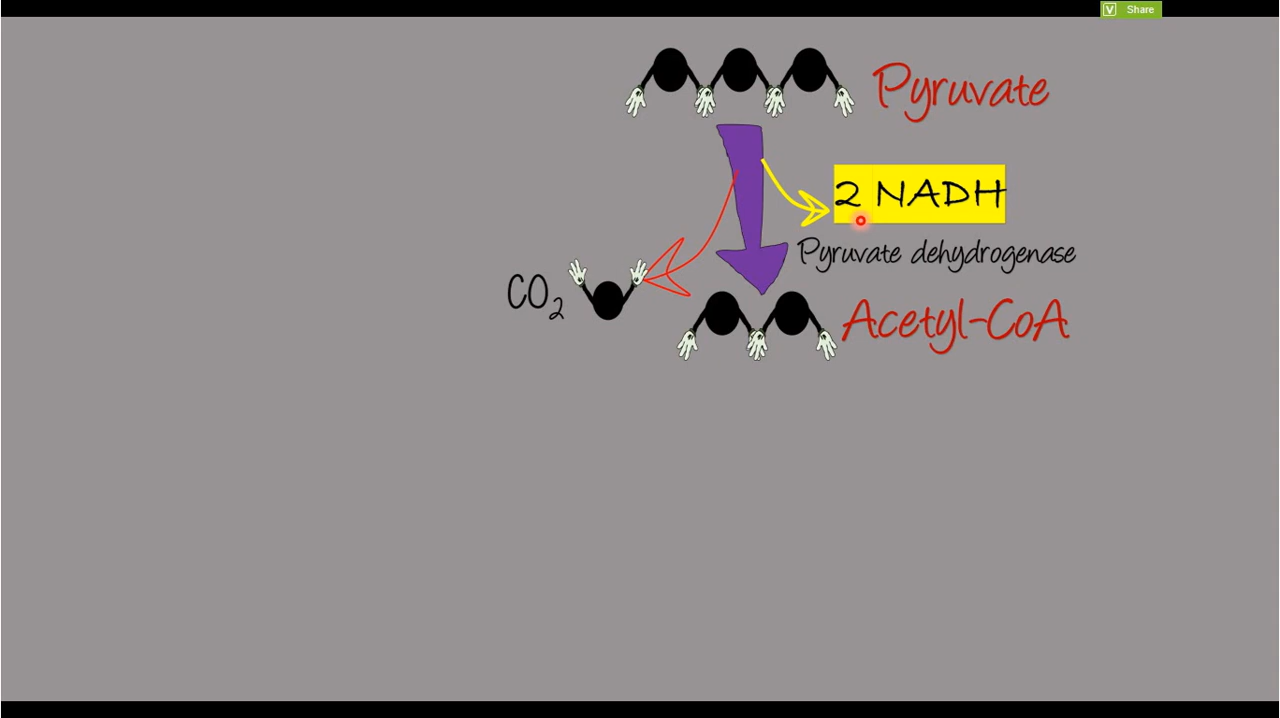 V Share
Pyruvate
2 NADH
Pyruvate dehydrogenase
CO₂
Acetyl-CoA